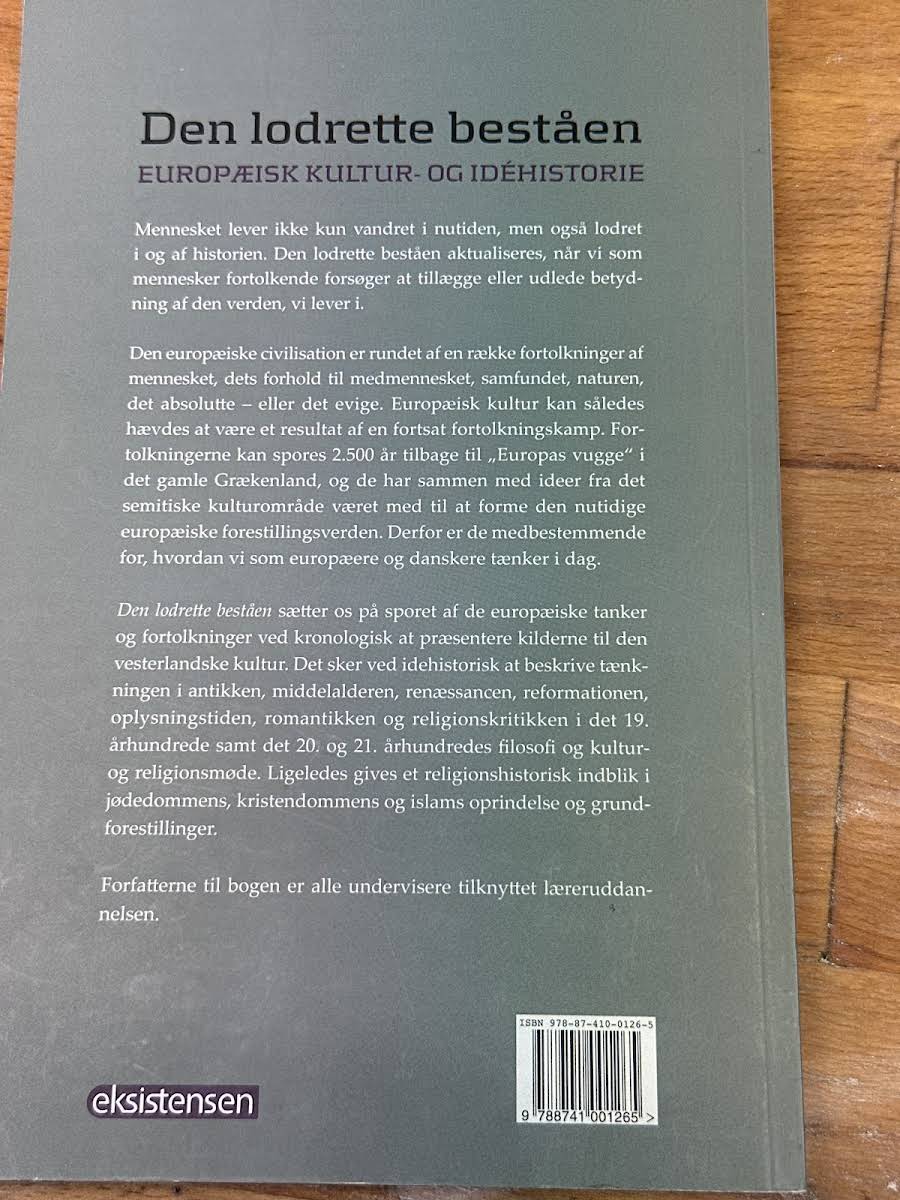 Den lodrette beståen
EUROPÆISK KULTUR- OG IDÉHISTORIE
Mennesket lever ikke kun vandret i nutiden, men også lodret
i og af historien. Den lodrette beståen aktualiseres, når vi som
mennesker fortolkende forsøger at tillægge eller udlede betyd-
ning af den verden, vi lever i.
Den europæiske civilisation er rundet af en række fortolkninger af
mennesket, dets forhold til medmennesket, samfundet, naturen,
det absolutte – eller det evige. Europæisk kultur kan således
hævdes at være et resultat af en fortsat fortolkningskamp. For-
tolkningerne kan spores 2.500 år tilbage til „Europas vugge“ i
det gamle Grækenland, og de har sammen med ideer fra det
semitiske kulturområde været med til at forme den nutidige
europæiske forestillingsverden. Derfor er de medbestemmende
for, hvordan vi som europæere og danskere tænker i dag.
Den lodrette beståen sætter os på sporet af de europæiske tanker
og fortolkninger ved kronologisk at præsentere kilderne til den
vesterlandske kultur. Det sker ved idehistorisk at beskrive tænk-
ningen i antikken, middelalderen, renæssancen, reformationen,
oplysningstiden, romantikken og religionskritikken i det 19.
århundrede samt det 20. og 21. århundredes filosofi og kultur-
og religionsmøde. Ligeledes gives et religionshistorisk indblik i
jødedommens, kristendommens og islams oprindelse og grund-
forestillinger.
Forfatterne til bogen er alle undervisere tilknyttet læreruddan-
nelsen.
ISBN 978-87-410-0126-5
9 788741 001265 >
eksistensen